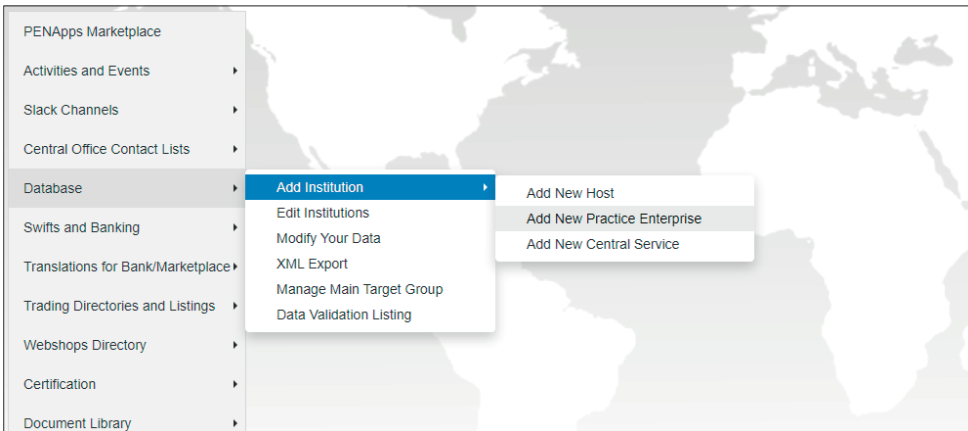 PENApps Marketplace
Activities and Events
Slack Channels
Central Office Contact Lists
Database
Swifts and Banking
Translations for Bank/Marketplace
Trading Directories and Listings
Webshops Directory
Certification
Document Library
Add Institution
Edit Institutions
Modify Your Data
XML Export
Manage Main Target Group
Data Validation Listing
Add New Host
Add New Practice Enterprise
Add New Central Service